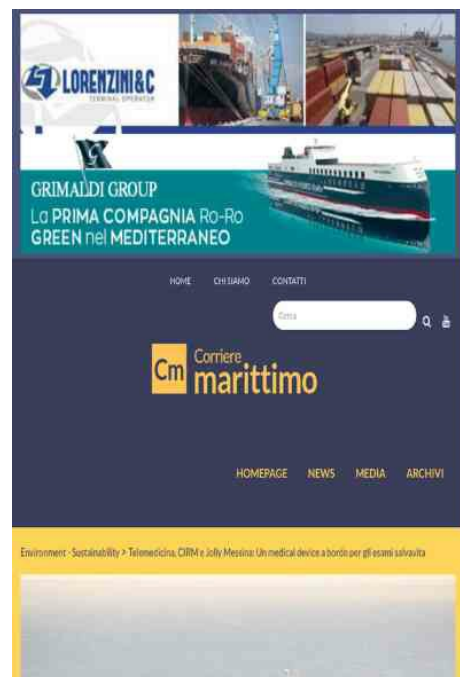 LORENZINI&C
TERMINAL OPERATOR
GRIMALDI GROUP
La PRIMA COMPAGNIA Ro-Ro
GREEN nel MEDITERRANEO
HOME CHI SIAMO CONTATTI
Cerca
Cm Corriere
marittimo
HOMEPAGE NEWS MEDIA ARCHIVI
Environment - Sustainability > Telemedicina, CIRM e Jolly Messina: Un medical device a bordo per gli esami salvavita